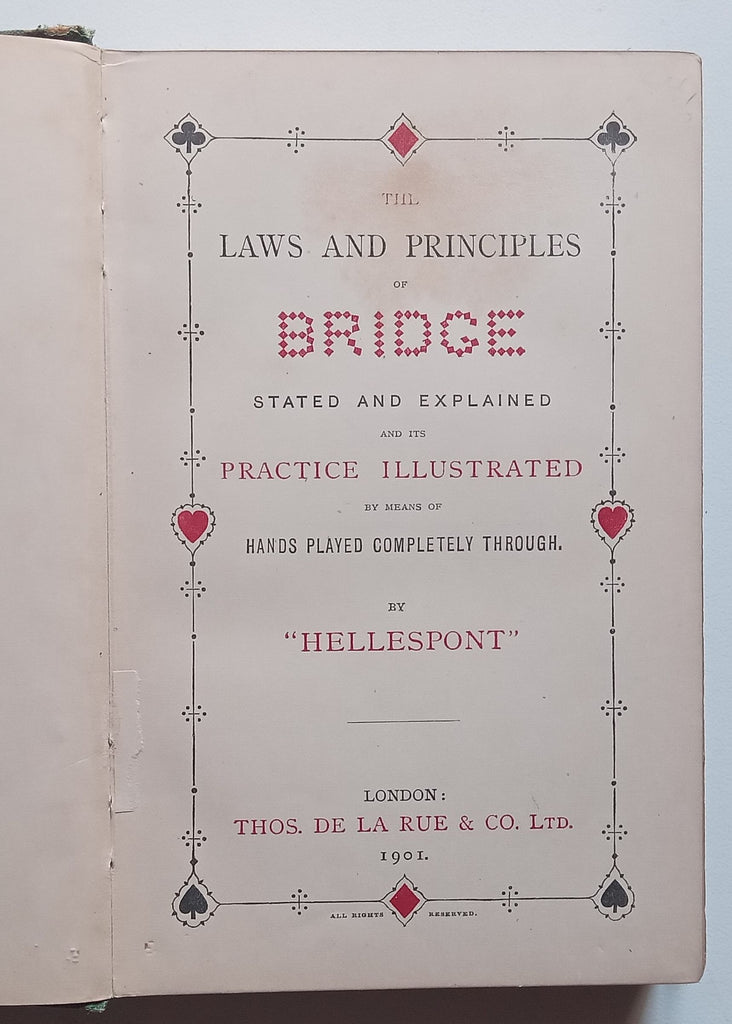 THE
LAWS AND PRINCIPLES
OF
BRIDGE
STATED AND EXPLAINED
AND ITS
PRACTICE ILLUSTRATED
BY MEANS OF
HANDS PLAYED COMPLETELY THROUGH.
BY
“HELLESPONT”
LONDON:
THOS. DE LA RUE & CO. LTD.
1901.
ALL RIGHTS RESERVED.